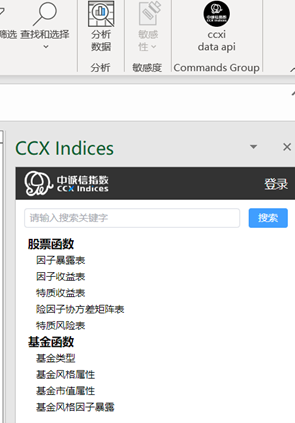 筛选 查找和选择
分析
数据
敏感
性
ccxi
data api
分析
敏感度
Commands Group
CCX Indices
中诚信指数
CCX Indices
登录
请输入搜索关键字
搜索
股票函数
因子暴露表
因子收益表
特质收益表
险因子协方差矩阵表
特质风险表
基金函数
基金类型
基金风格属性
基金市值属性
基金风格因子暴露